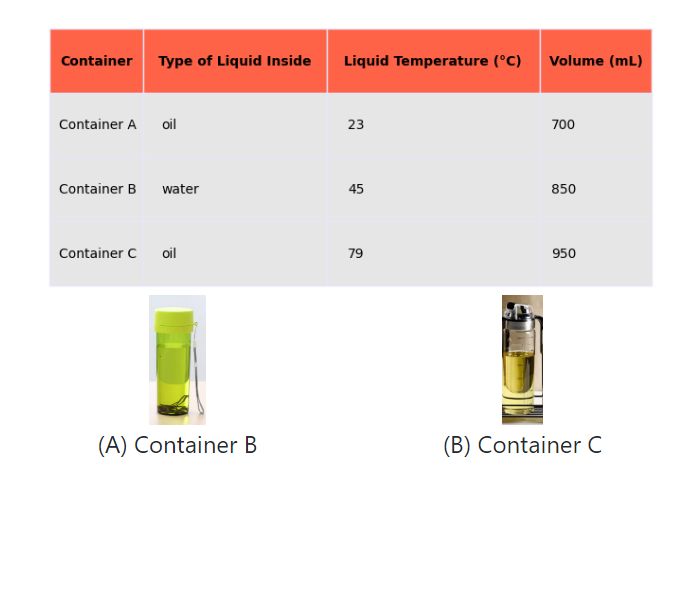 Container Type of Liquid Inside Liquid Temperature (°C) Volume (mL)
Container A oil 23 700
Container B water 45 850
Container C oil 79 950
(A) Container B (B) Container C